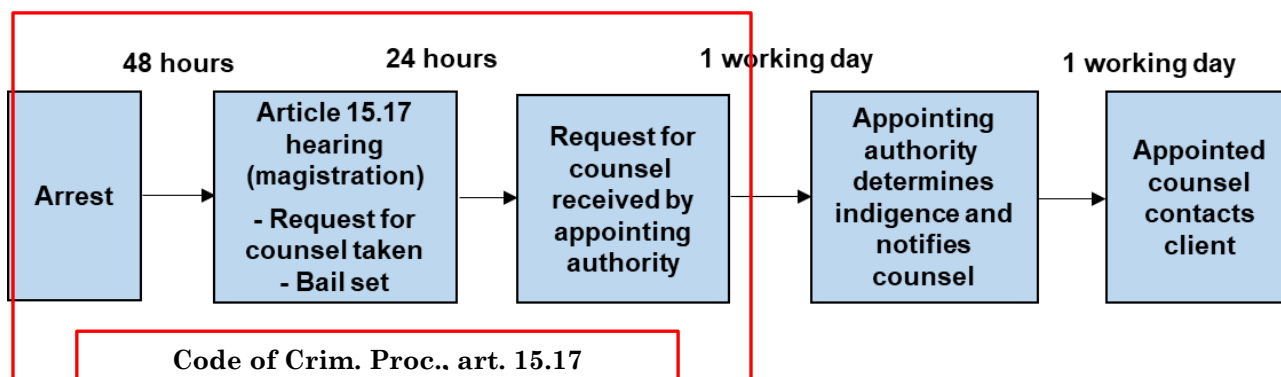 48 hours
24 hours
1 working day
1 working day
Arrest
Article 15.17
hearing
(magistration)
- Request for
counsel taken
- Bail set
Request for
counsel
received by
appointing
authority
Appointing
authority
determines
indigence and
notifies
counsel
Appointed
counsel
contacts
client
Code of Crim. Proc., art. 15.17